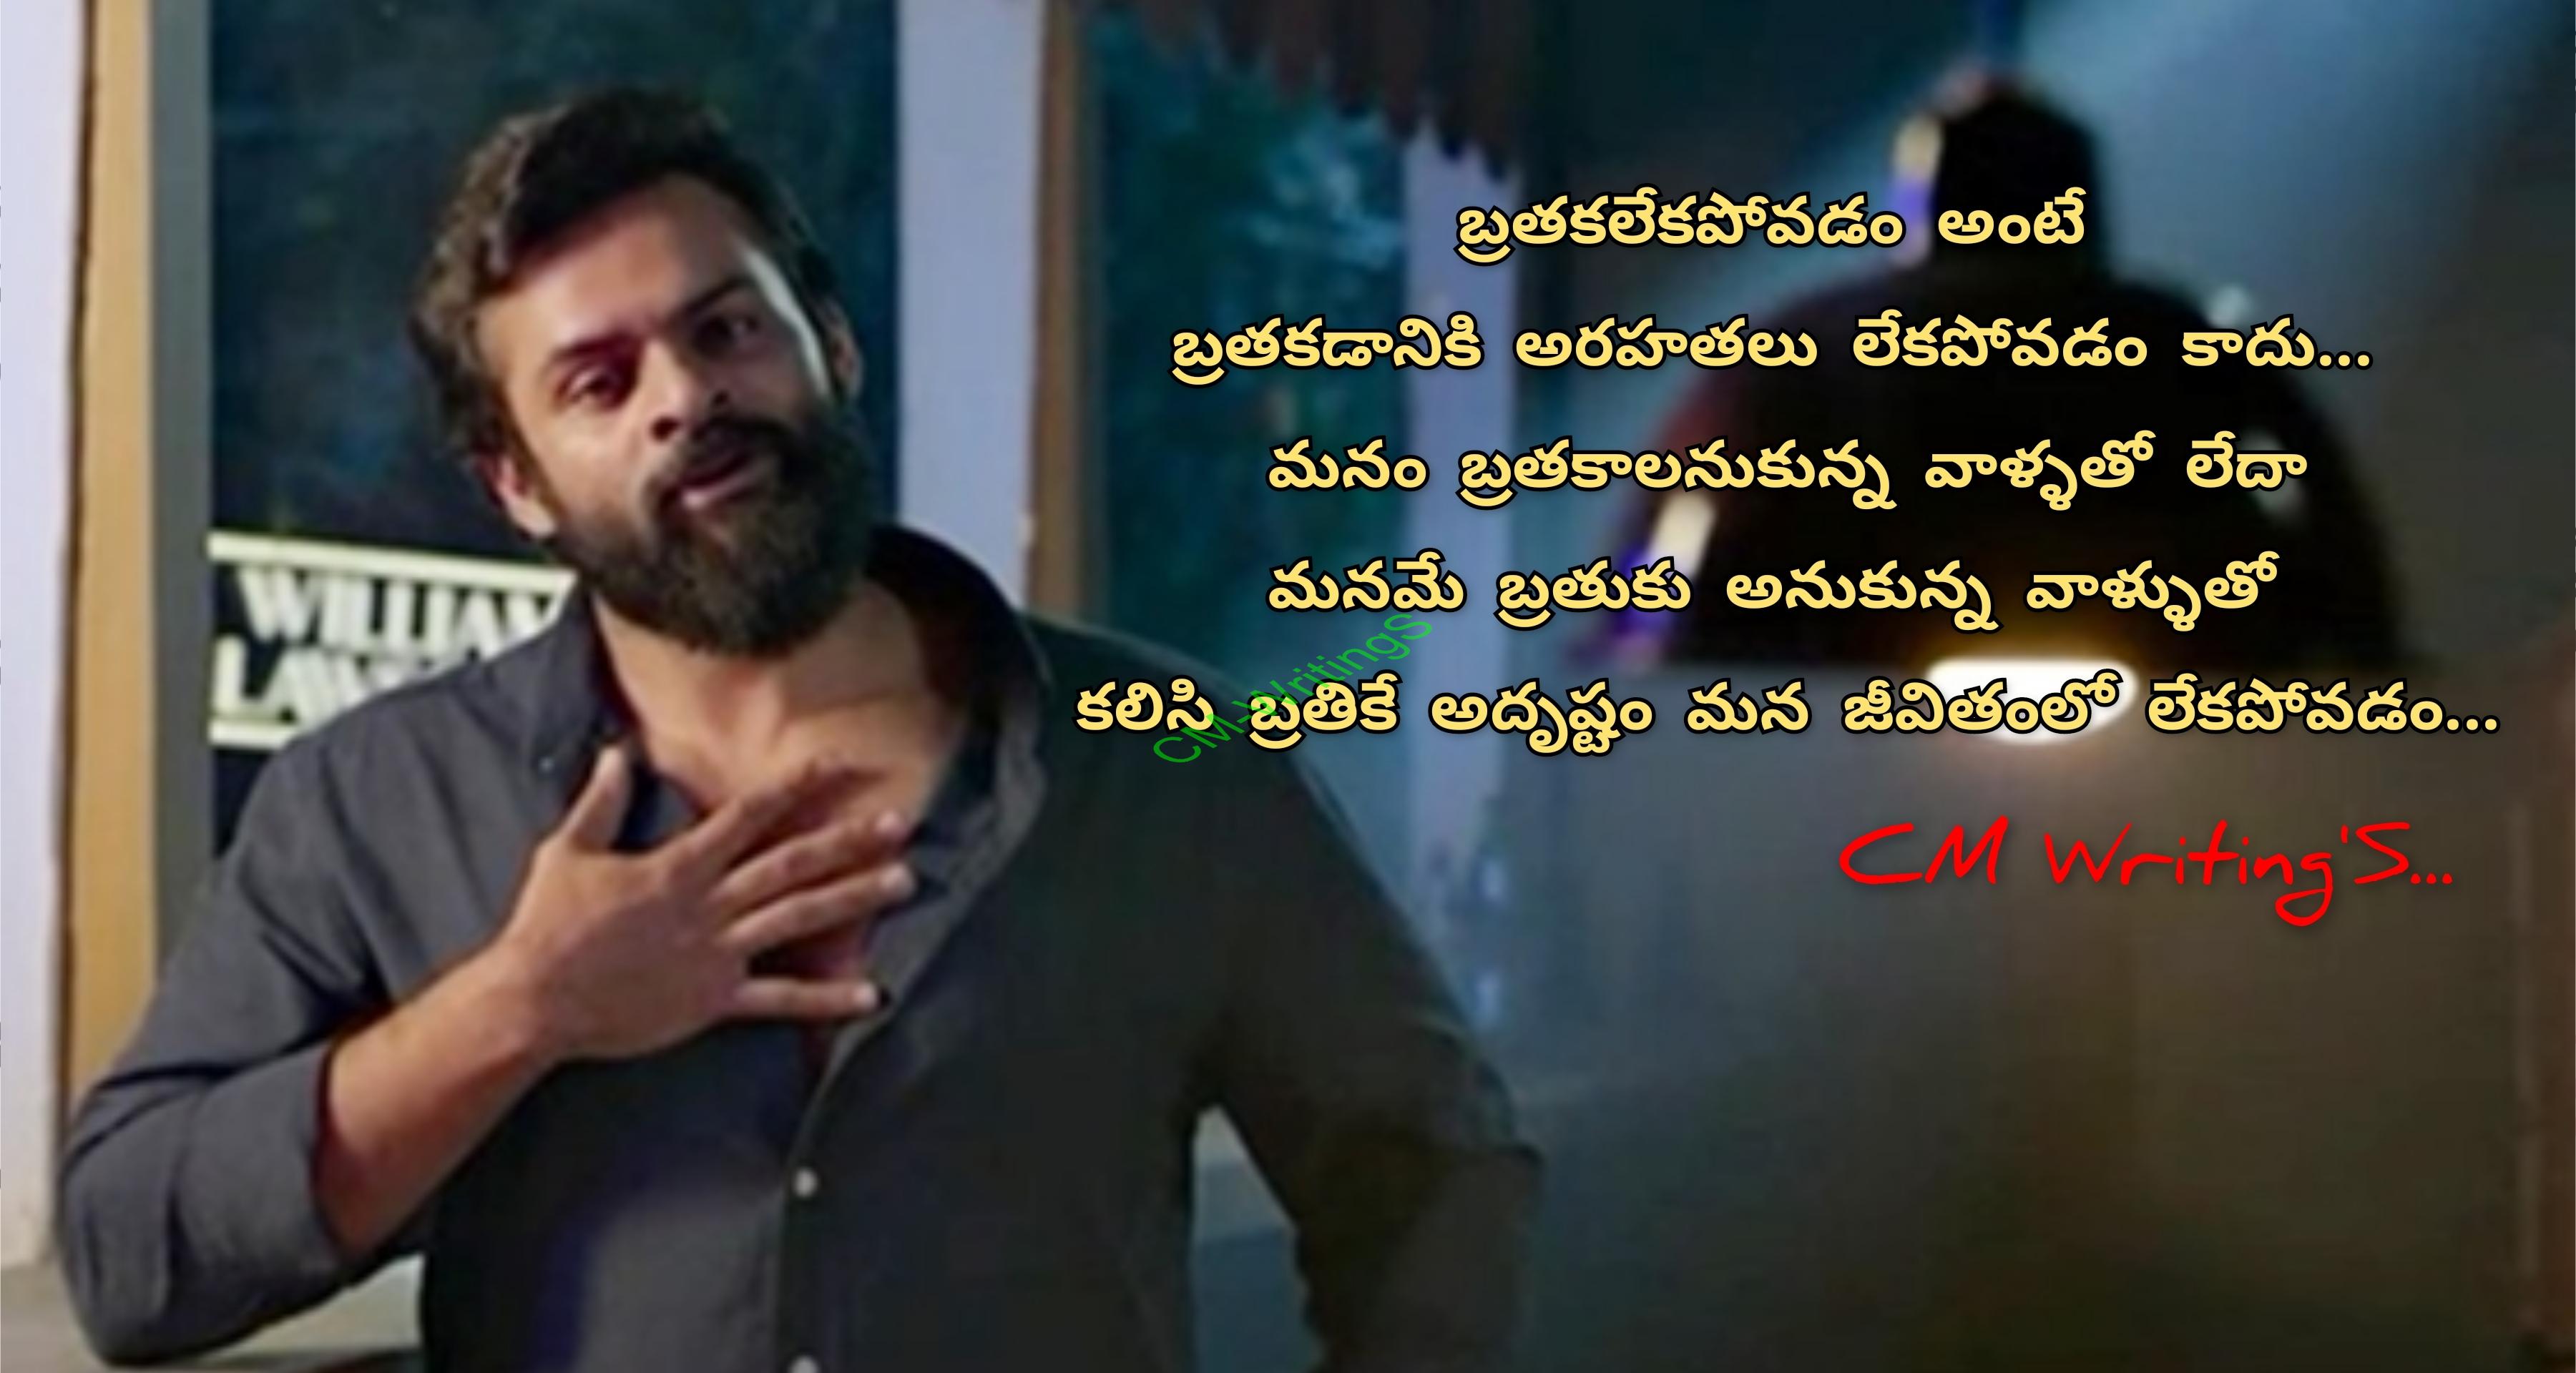 బ్రతకలేకపోవడం అంటే
బ్రతకడానికి అరహతలు లేకపోవడం కాదు...
మనం బ్రతకాలనుకున్న వాళ్ళతో లేదా
మనమే బ్రతుకు అనుకున్న వాళ్ళుతో
కలిసి బ్రతికే అదృష్టం మన జీవితంలో లేకపోవడం...
CM Writing'S...
CM-WritingS
WILLIAM